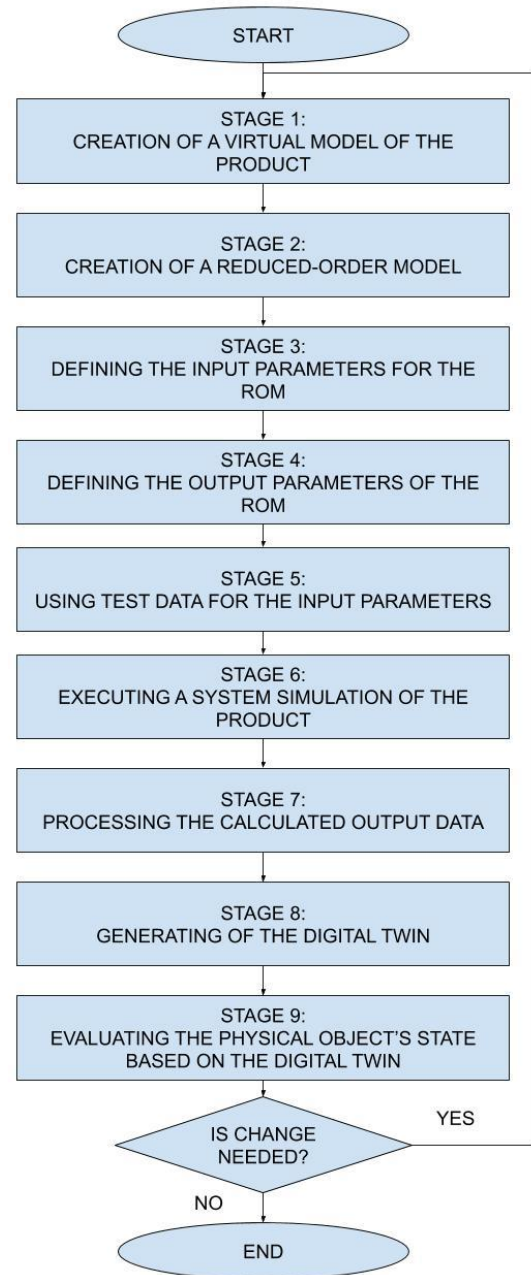 START
STAGE 1:
CREATION OF A VIRTUAL MODEL OF THE
PRODUCT
STAGE 2:
CREATION OF A REDUCED-ORDER MODEL
STAGE 3:
DEFINING THE INPUT PARAMETERS FOR THE
ROM
STAGE 4:
DEFINING THE OUTPUT PARAMETERS OF THE
ROM
STAGE 5:
USING TEST DATA FOR THE INPUT PARAMETERS
STAGE 6:
EXECUTING A SYSTEM SIMULATION OF THE
PRODUCT
STAGE 7:
PROCESSING THE CALCULATED OUTPUT DATA
STAGE 8:
GENERATING OF THE DIGITAL TWIN
STAGE 9:
EVALUATING THE PHYSICAL OBJECT'S STATE
BASED ON THE DIGITAL TWIN
IS CHANGE
NEEDED?
YES
NO
END